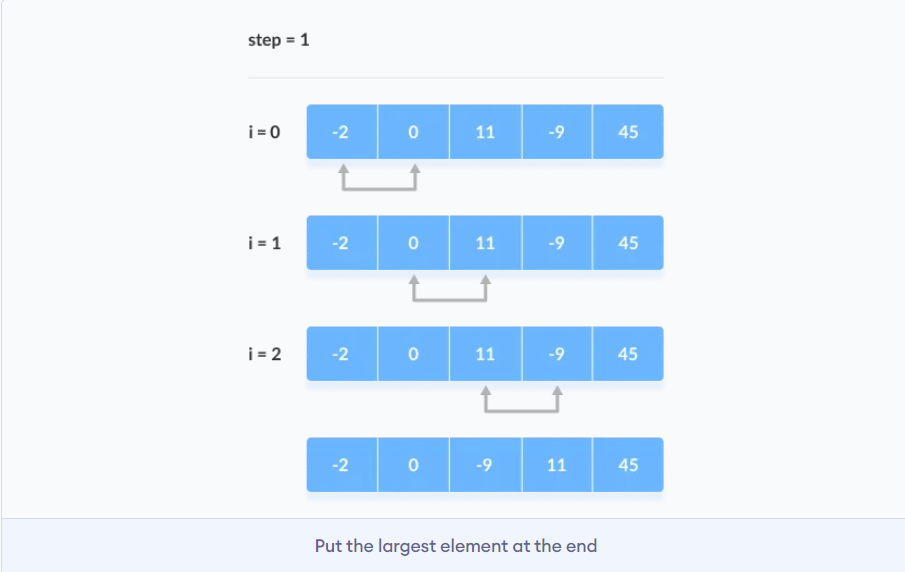 step = 1
i = 0 -2 0 11 -9 45
i = 1 -2 0 11 -9 45
i = 2 -2 0 11 -9 45
-2 0 -9 11 45
Put the largest element at the end